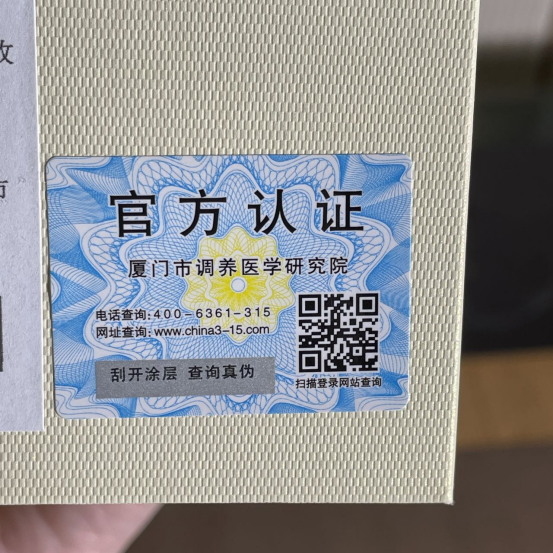 攻
市
官方认证
厦门市调养医学研究院
电话查询:400-6361-315
网址查询:www.china3-15.com
刮开涂层 查询真伪
扫描登录网站查询